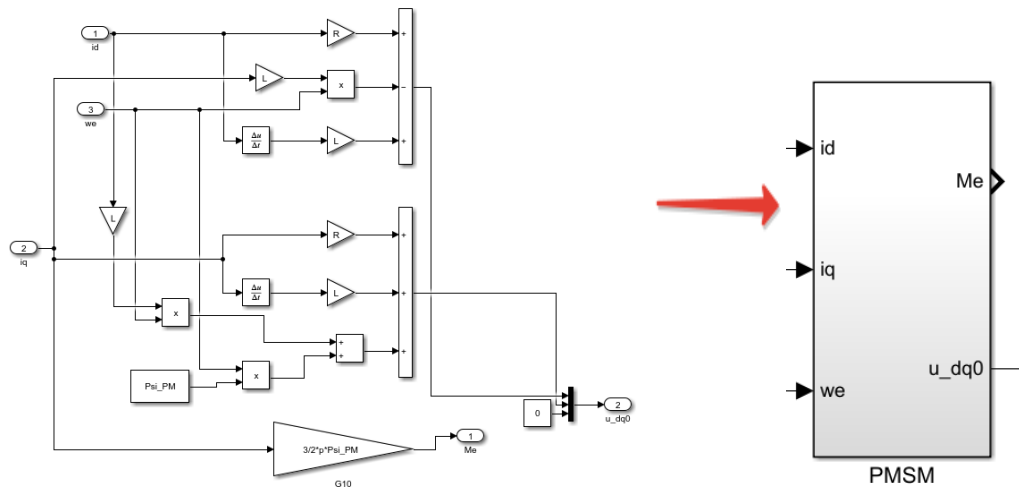 1
id
R
+
L
x
−
3
we
Δu
Δt
L
+
L
2
iq
R
+
Δu
Δt
L
+
x
+
+
+
Psi_PM
x
0
2
u_dq0
3/2*p*Psi_PM
1
Me
G10
id
Me
iq
u_dq0
we
PMSM